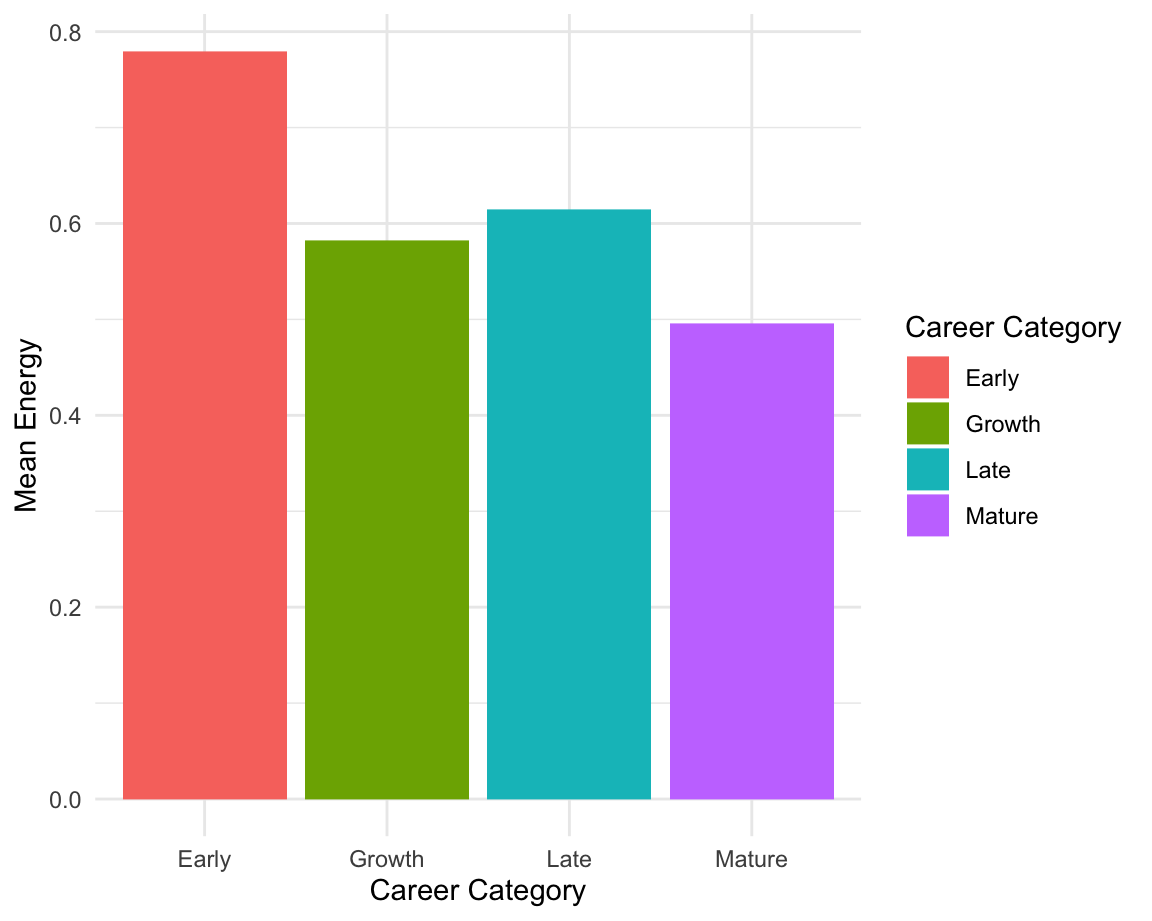 0.8
0.6
0.4
0.2
0.0
Mean Energy
Early
Growth
Late
Mature
Career Category
Career Category
Early
Growth
Late
Mature